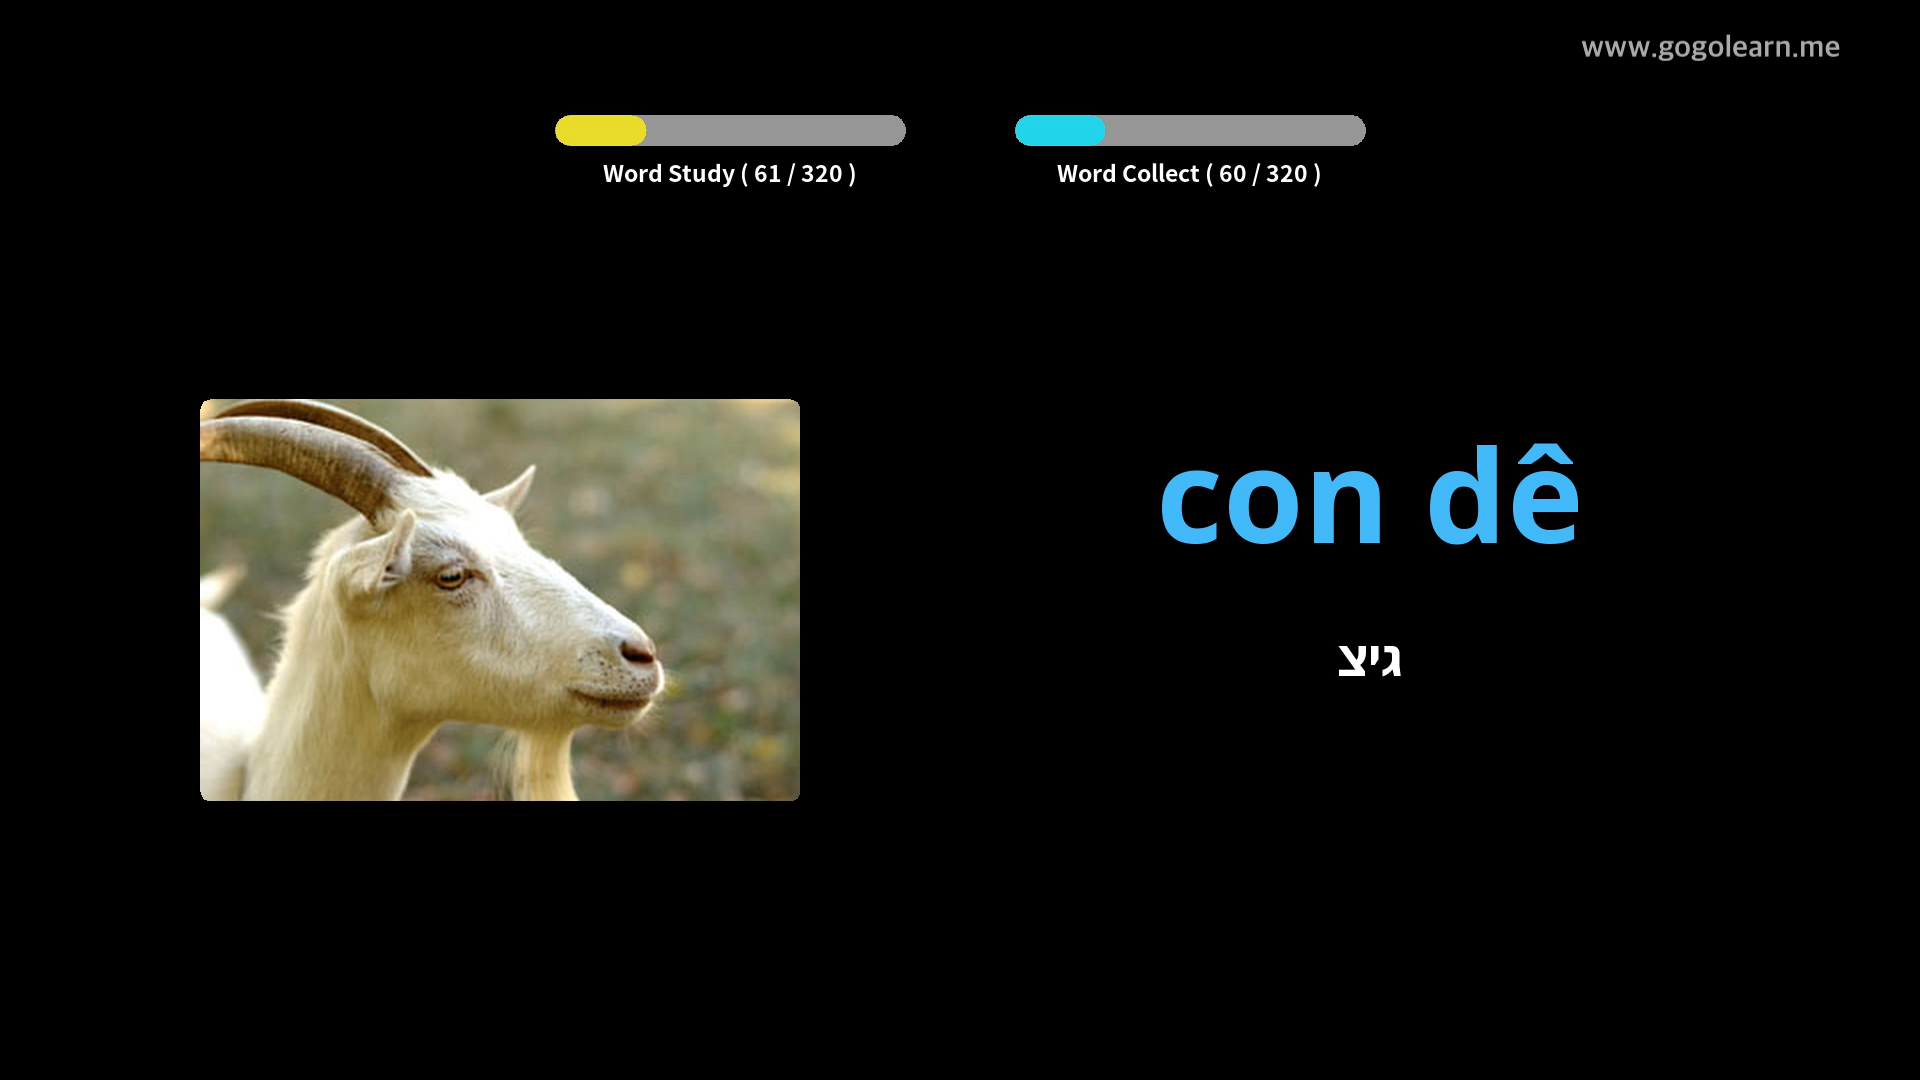 www.gogolearn.me
Word Study ( 61 / 320 )
Word Collect ( 60 / 320 )
con dê
גיצ